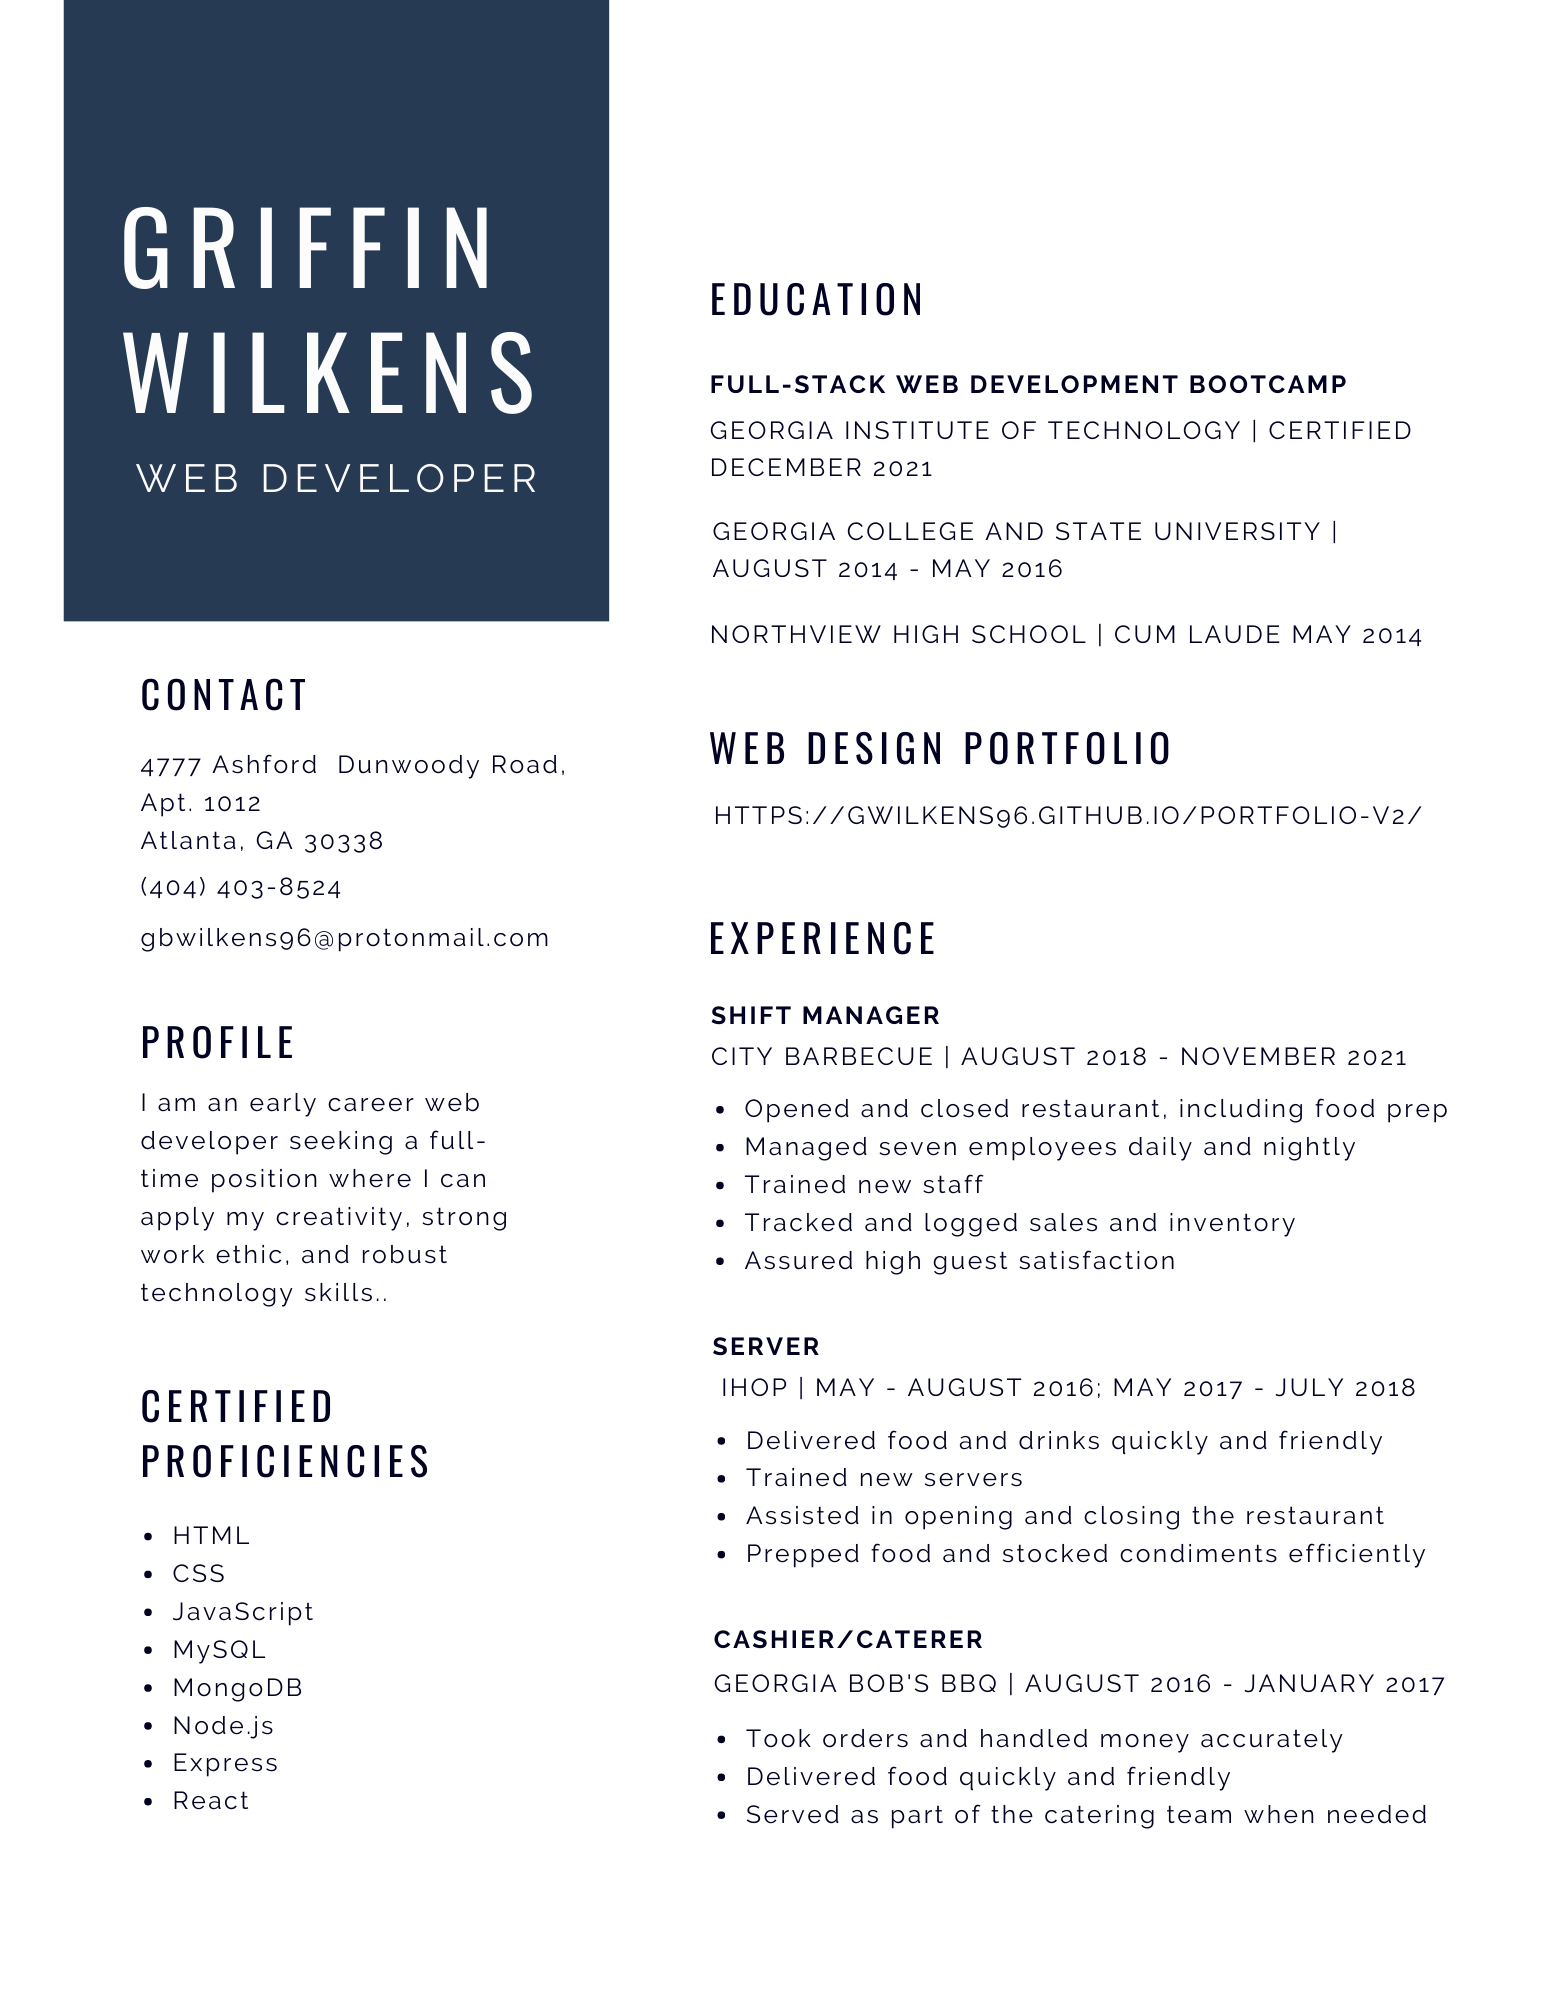 GRIFFIN
WILKENS
WEB DEVELOPER
CONTACT
4777 Ashford  Dunwoody Road,
Apt. 1012
Atlanta, GA 30338
(404) 403-8524
gbwilkens96@protonmail.com
PROFILE
I am an early career web
developer seeking a full-
time position where I can
apply my creativity, strong
work ethic, and robust
technology skills..
CERTIFIED
PROFICIENCIES
• HTML
• CSS
• JavaScript
• MySQL
• MongoDB
• Node.js
• Express
• React
EDUCATION
FULL-STACK WEB DEVELOPMENT BOOTCAMP
GEORGIA INSTITUTE OF TECHNOLOGY | CERTIFIED
DECEMBER 2021
GEORGIA COLLEGE AND STATE UNIVERSITY |
AUGUST 2014 - MAY 2016
NORTHVIEW HIGH SCHOOL | CUM LAUDE MAY 2014
WEB DESIGN PORTFOLIO
HTTPS://GWILKENS96.GITHUB.IO/PORTFOLIO-V2/
EXPERIENCE
SHIFT MANAGER
CITY BARBECUE | AUGUST 2018 - NOVEMBER 2021
• Opened and closed restaurant, including food prep
• Managed seven employees daily and nightly
• Trained new staff
• Tracked and logged sales and inventory
• Assured high guest satisfaction
SERVER
IHOP | MAY - AUGUST 2016; MAY 2017 - JULY 2018
• Delivered food and drinks quickly and friendly
• Trained new servers
• Assisted in opening and closing the restaurant
• Prepped food and stocked condiments efficiently
CASHIER/CATERER
GEORGIA BOB'S BBQ | AUGUST 2016 - JANUARY 2017
• Took orders and handled money accurately
• Delivered food quickly and friendly
• Served as part of the catering team when needed